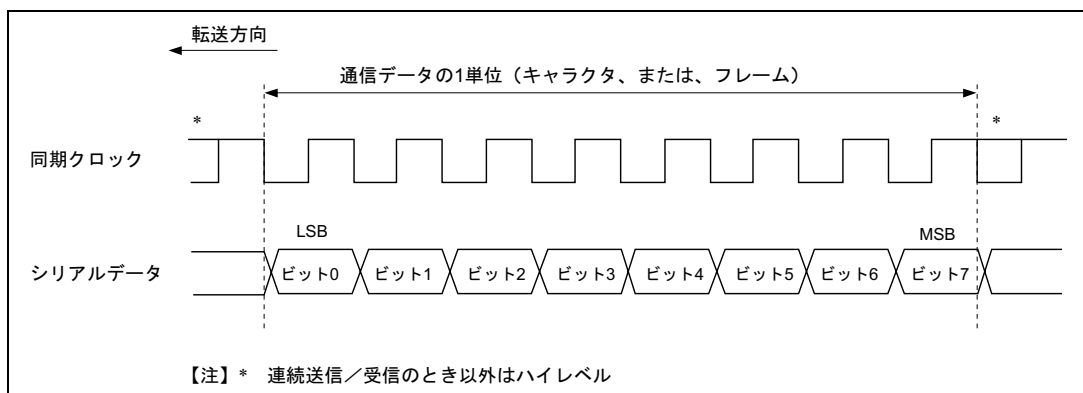 転送方向
通信データの1単位（キャラクタ、または、フレーム）
* *
同期クロック
LSB MSB
シリアルデータ ビット0 ビット1 ビット2 ビット3 ビット4 ビット5 ビット6 ビット7
【注】* 連続送信／受信のとき以外はハイレベル